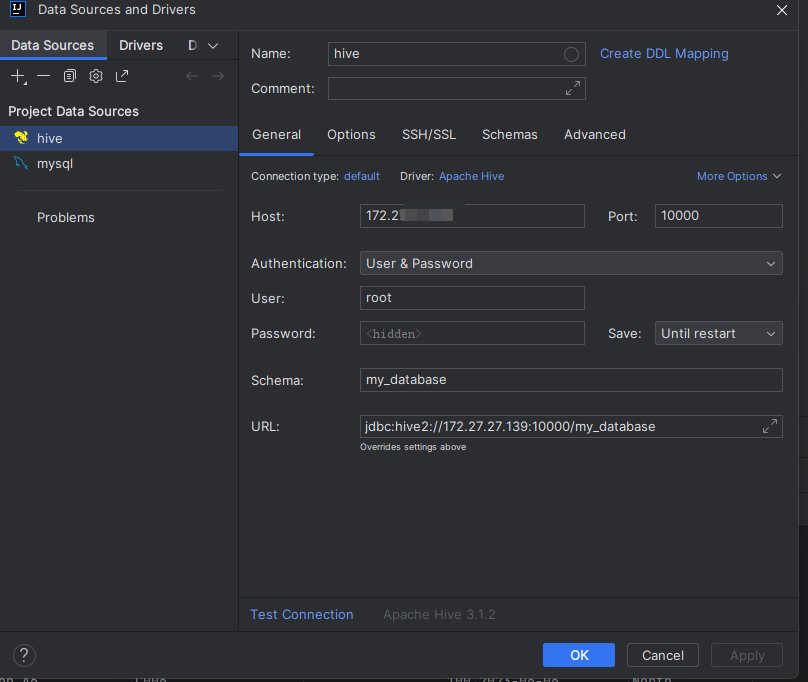 Data Sources and Drivers
Data Sources Drivers D
Project Data Sources
hive
mysql
Problems
Name: hive Create DDL Mapping
Comment:
General Options SSH/SSL Schemas Advanced
Connection type: default Driver: Apache Hive More Options
Host: 172.2 Port: 10000
Authentication: User & Password
User: root
Password: <hidden> Save: Until restart
Schema: my_database
URL: jdbc:hive2://172.27.27.139:10000/my_database
Overrides settings above
Test Connection Apache Hive 3.1.2
? OK Cancel Apply